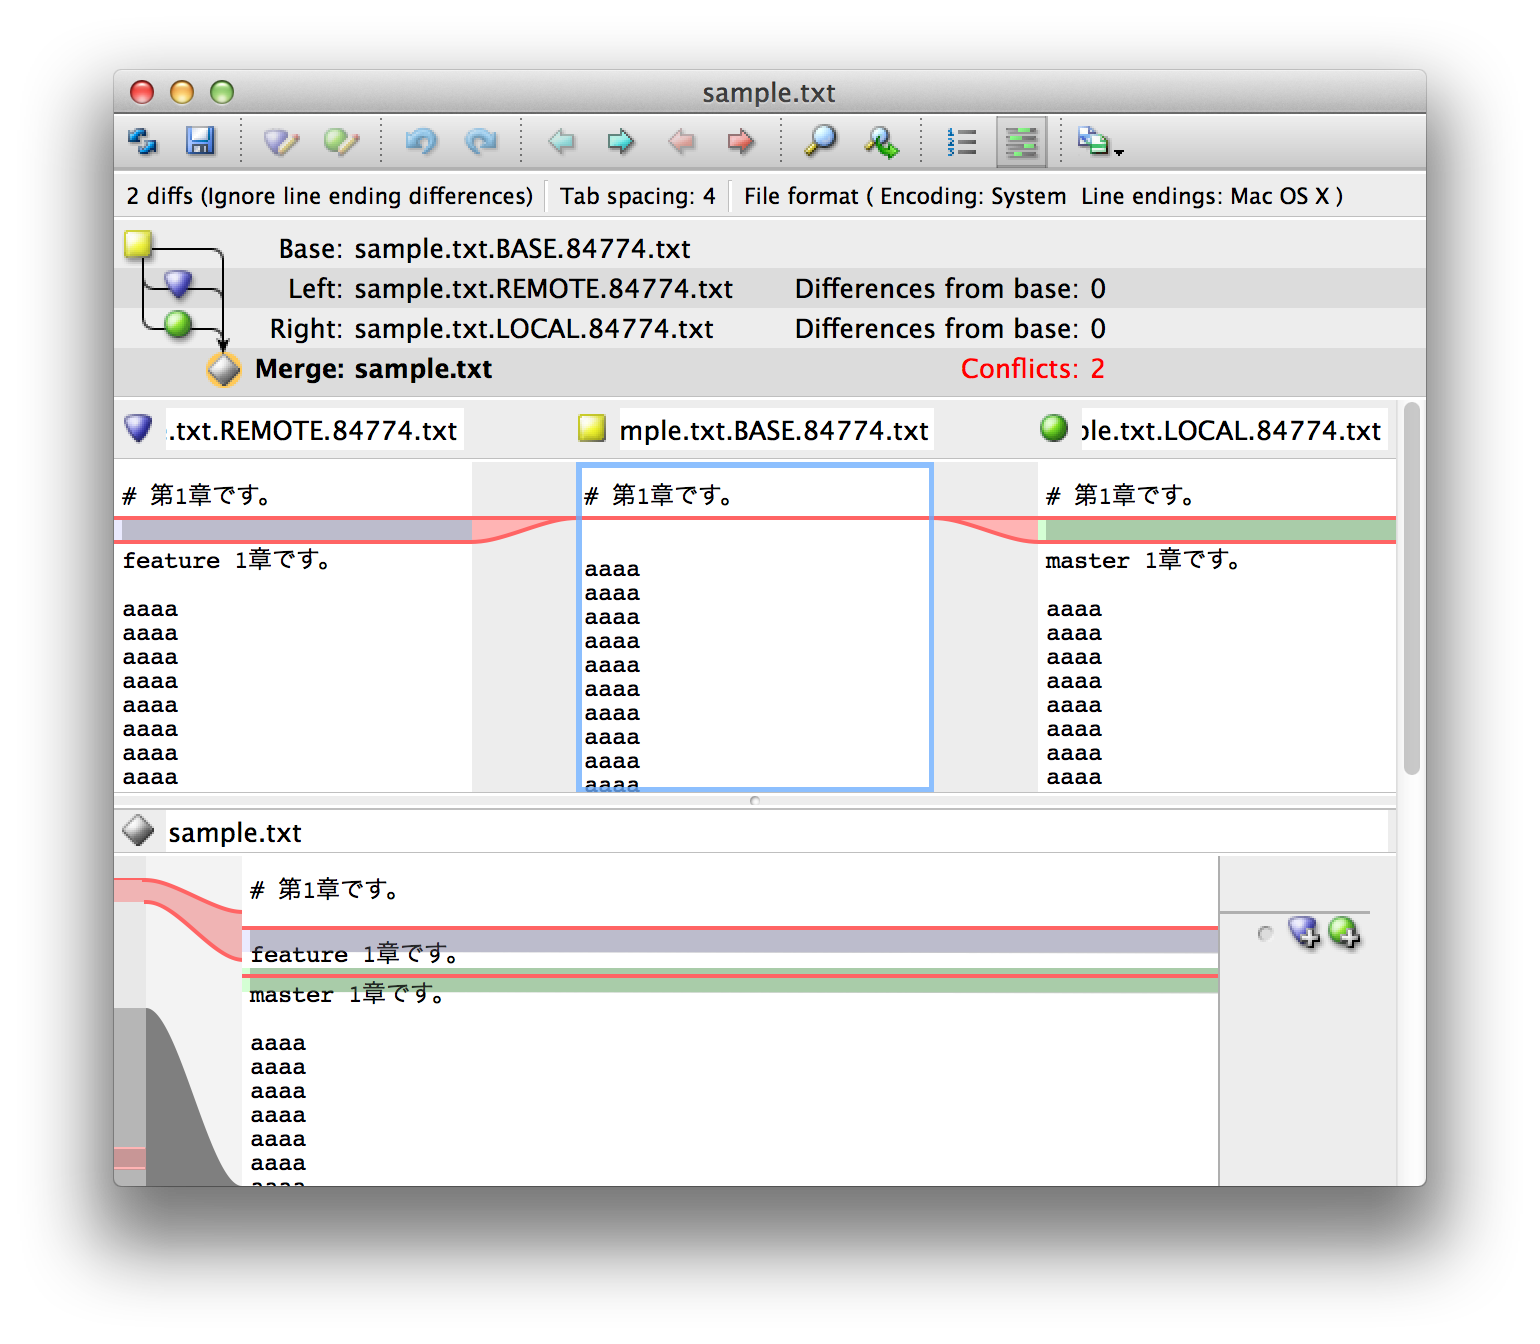 sample.txt
2 diffs (Ignore line ending differences) Tab spacing: 4 File format ( Encoding: System Line endings: Mac OS X )
Base: sample.txt.BASE.84774.txt
Left: sample.txt.REMOTE.84774.txt Differences from base: 0
Right: sample.txt.LOCAL.84774.txt Differences from base: 0
Merge: sample.txt Conflicts: 2
.txt.REMOTE.84774.txt
# 第1章です。
feature 1章です。
aaaa
aaaa
aaaa
aaaa
aaaa
aaaa
aaaa
aaaa
mple.txt.BASE.84774.txt
# 第1章です。
aaaa
aaaa
aaaa
aaaa
aaaa
aaaa
aaaa
aaaa
aaaa
aaaa
ple.txt.LOCAL.84774.txt
# 第1章です。
master 1章です。
aaaa
aaaa
aaaa
aaaa
aaaa
aaaa
aaaa
aaaa
sample.txt
# 第1章です。
feature 1章です。
master 1章です。
aaaa
aaaa
aaaa
aaaa
aaaa
aaaa